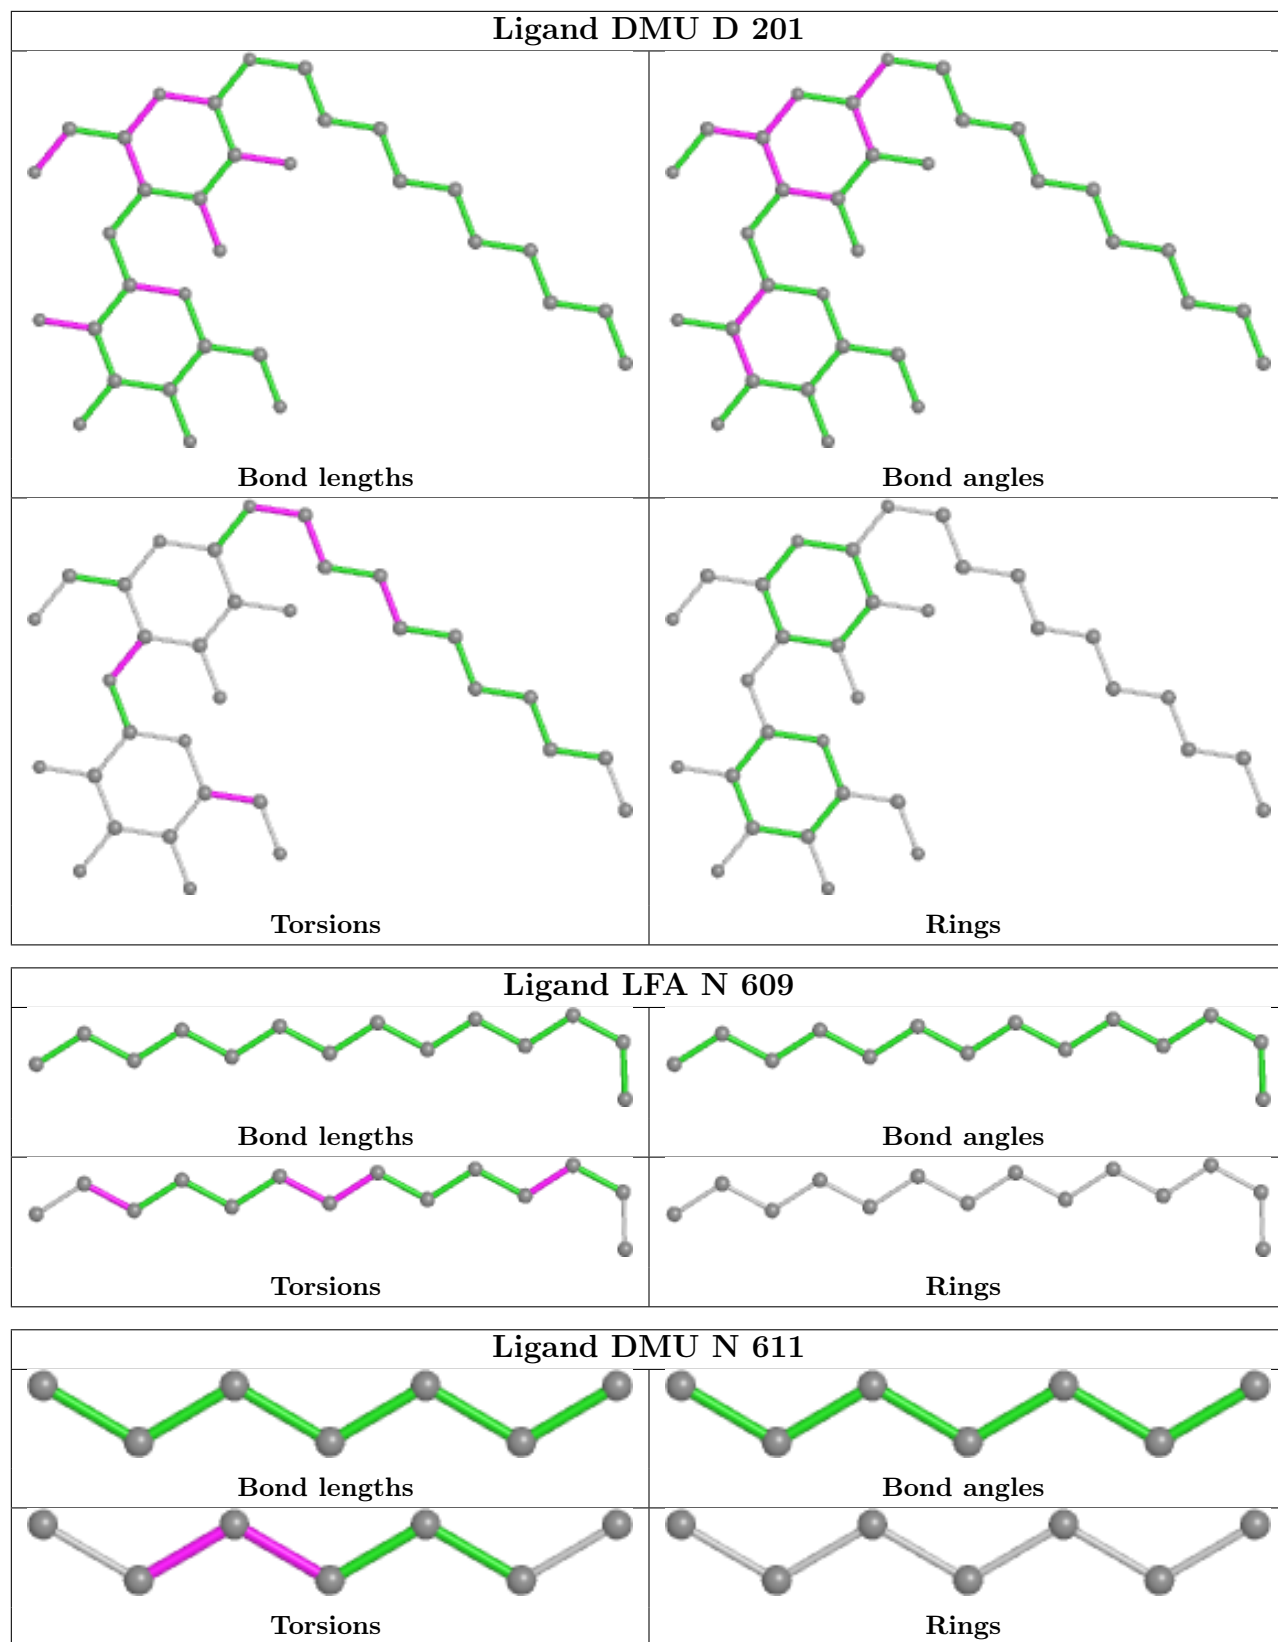 Ligand DMU D 201
Bond lengths
Bond angles
Torsions
Rings
Ligand LFA N 609
Bond lengths
Bond angles
Torsions
Rings
Ligand DMU N 611
Bond lengths
Bond angles
Torsions
Rings